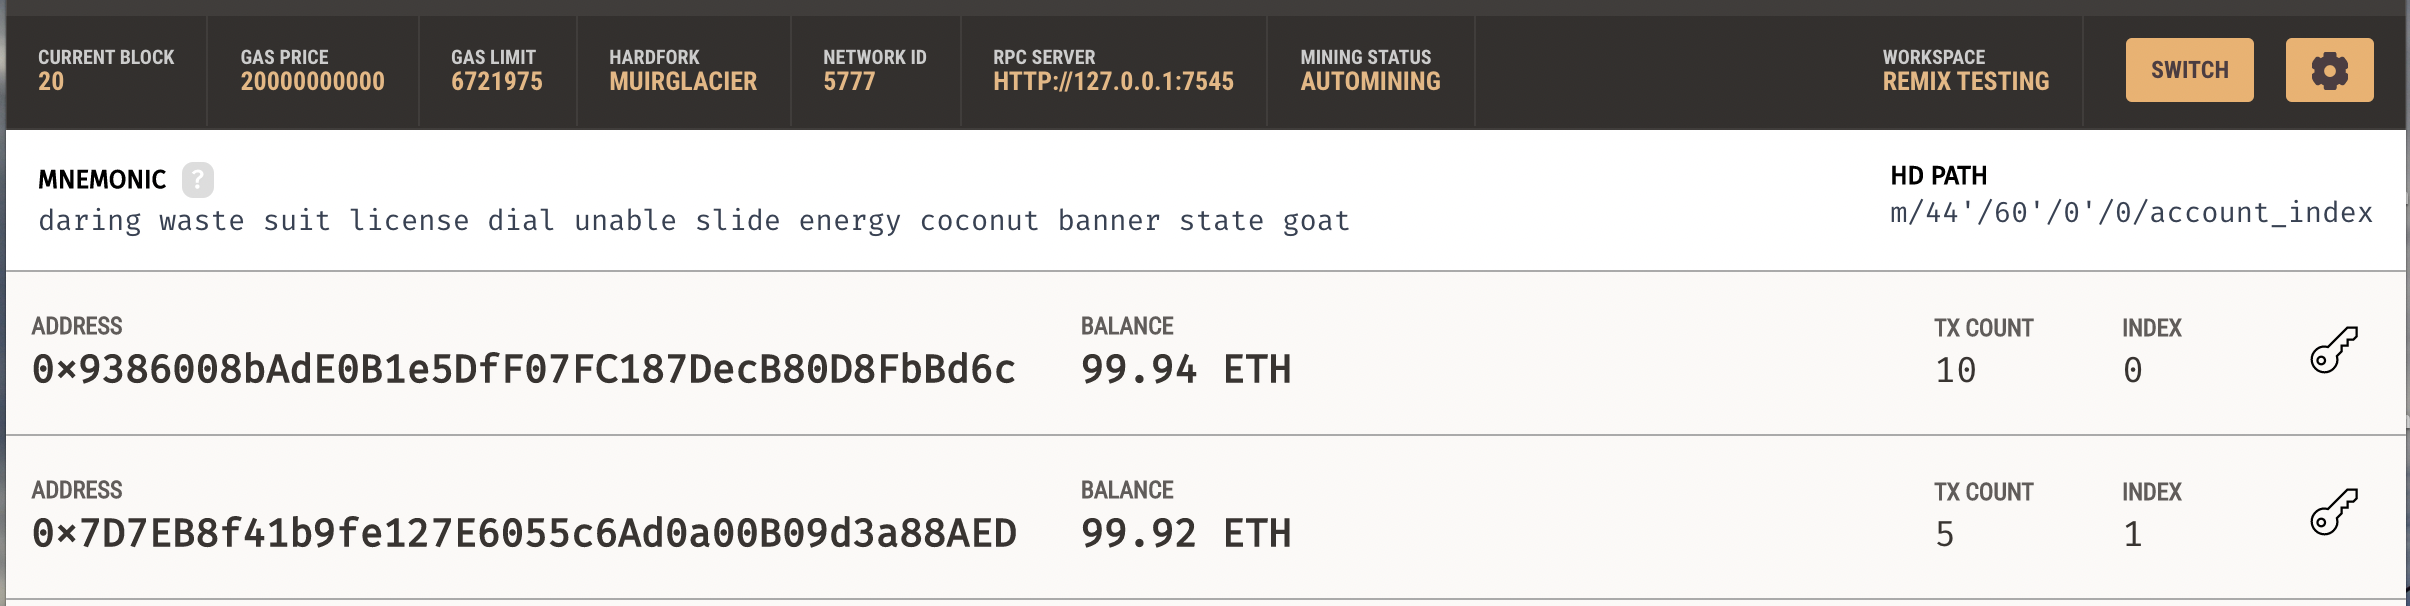 CURRENT BLOCK GAS PRICE GAS LIMIT HARDFORK NETWORK ID RPC SERVER MINING STATUS WORKSPACE
20 20000000000 6721975 MUIRGLACIER 5777 HTTP://127.0.0.1:7545 AUTOMINING REMIX TESTING SWITCH
MNEMONIC ? HD PATH
daring waste suit license dial unable slide energy coconut banner state goat m/44'/60'/0'/0/account_index
ADDRESS BALANCE TX COUNT INDEX
0×9386008bAdE0B1e5DfF07FC187DecB80D8FbBd6c 99.94 ETH 10 0
ADDRESS BALANCE TX COUNT INDEX
0×7D7EB8f41b9fe127E6055c6Ad0a00B09d3a88AED 99.92 ETH 5 1